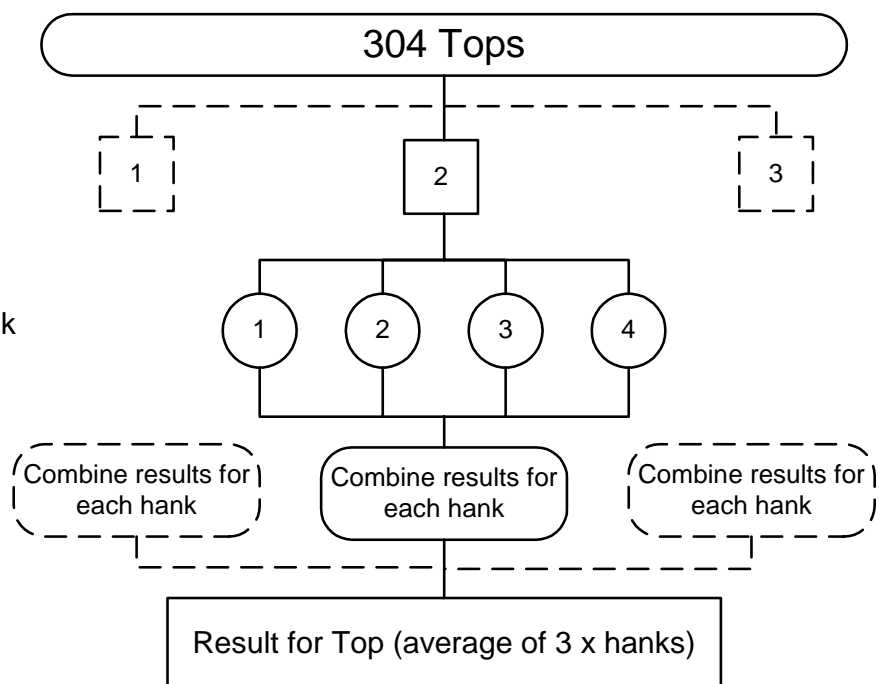 304 Tops
1
2
3
k
1
2
3
4
Combine results for
each hank
Combine results for
each hank
Combine results for
each hank
Result for Top (average of 3 x hanks)